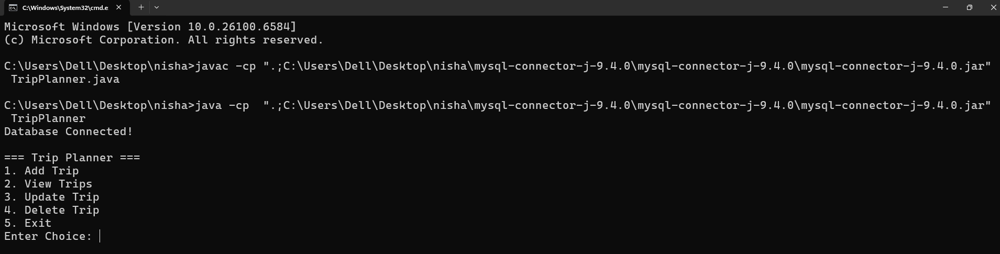 C:\Windows\System32\cmd.e
Microsoft Windows [Version 10.0.26100.6584]
(c) Microsoft Corporation. All rights reserved.
C:\Users\Dell\Desktop\nisha>javac -cp ".;C:\Users\Dell\Desktop\nisha\mysql-connector-j-9.4.0\mysql-connector-j-9.4.0\mysql-connector-j-9.4.0.jar"
 TripPlanner.java
C:\Users\Dell\Desktop\nisha>java -cp  ".;C:\Users\Dell\Desktop\nisha\mysql-connector-j-9.4.0\mysql-connector-j-9.4.0\mysql-connector-j-9.4.0.jar"
 TripPlanner
Database Connected!
=== Trip Planner ===
1. Add Trip
2. View Trips
3. Update Trip
4. Delete Trip
5. Exit
Enter Choice: